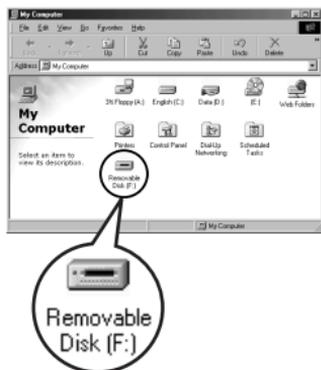 My Computer
File Edit View Go Favorites Help
Back Forward Up Cut Copy Paste Undo Delete
Address My Computer
My
Computer
Select an item to
view its description.
3½ Floppy (A:) English (C:) Data (D:) (E:) Web Folders
Printers Control Panel Dial-Up
Networking Scheduled
Tasks
Removable
Disk (F:)
My Computer
Removable
Disk (F:)